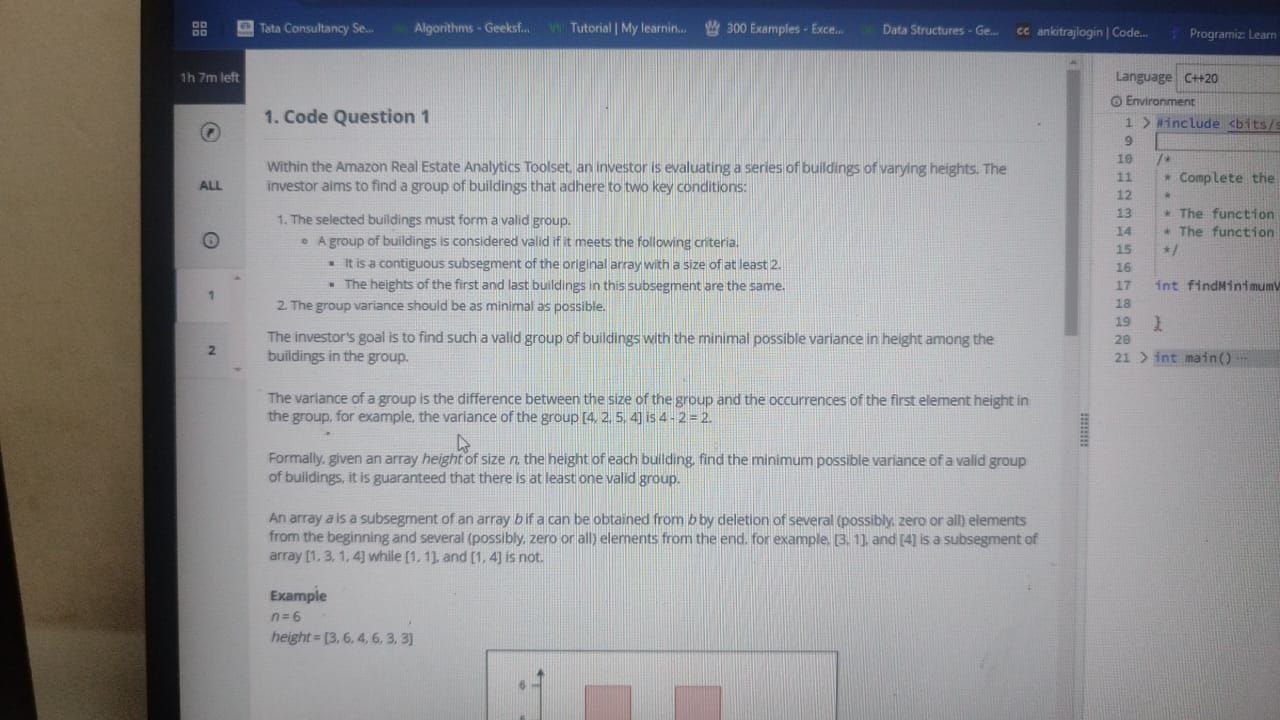 Tata Consultancy Se... Algorithms - Geeksf... Tutorial | My learnin... 300 Examples - Exce... Data Structures - Ge... cc ankitrajlogin | Code... Programiz: Learn
1h 7m left
ALL
1
2
1. Code Question 1
Within the Amazon Real Estate Analytics Toolset, an investor is evaluating a series of buildings of varying heights. The
investor aims to find a group of buildings that adhere to two key conditions:
1. The selected buildings must form a valid group.
A group of buildings is considered valid if it meets the following criteria.
It is a contiguous subsegment of the original array with a size of at least 2.
The heights of the first and last buildings in this subsegment are the same.
2. The group variance should be as minimal as possible.
The investor's goal is to find such a valid group of buildings with the minimal possible variance in height among the
buildings in the group.
The variance of a group is the difference between the size of the group and the occurrences of the first element height in
the group, for example, the variance of the group [4, 2, 5, 4] is 4 - 2 = 2.
Formally, given an array height of size n, the height of each building, find the minimum possible variance of a valid group
of buildings, it is guaranteed that there is at least one valid group.
An array a is a subsegment of an array b if a can be obtained from b by deletion of several (possibly, zero or all) elements
from the beginning and several (possibly, zero or all) elements from the end. for example, [3, 1], and [4] is a subsegment of
array [1, 3, 1, 4] while [1, 1], and [1, 4] is not.
Example
n = 6
height = [3, 6, 4, 6, 3, 3]
6
Language C++20
Environment
1 > #include <bits/s
9
10 /*
11 * Complete the
12 *
13 * The function
14 * The function
15 */
16
17 int findMinimumV
18
19 }
20
21 > int main() ...